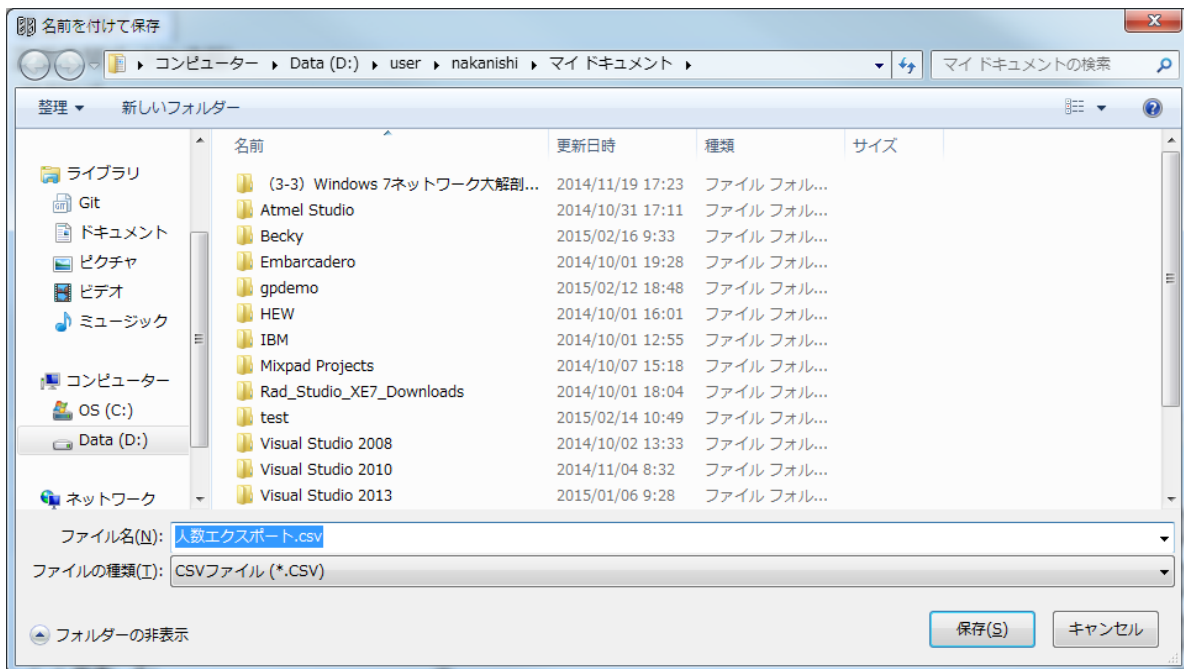 名前を付けて保存
コンピューター ▸ Data (D:) ▸ user ▸ nakanishi ▸ マイ ドキュメント ▸
マイ ドキュメントの検索
整理 ▼ 新しいフォルダー
名前 更新日時 種類 サイズ
ライブラリ
Git
ドキュメント
ピクチャ
ビデオ
ミュージック
コンピューター
OS (C:)
Data (D:)
ネットワーク
（3-3）Windows 7ネットワーク大解剖... 2014/11/19 17:23 ファイル フォル...
Atmel Studio 2014/10/31 17:11 ファイル フォル...
Becky 2015/02/16 9:33 ファイル フォル...
Embarcadero 2014/10/01 19:28 ファイル フォル...
gpdemo 2015/02/12 18:48 ファイル フォル...
HEW 2014/10/01 16:01 ファイル フォル...
IBM 2014/10/01 12:55 ファイル フォル...
Mixpad Projects 2014/10/07 15:18 ファイル フォル...
Rad_Studio_XE7_Downloads 2014/10/01 18:04 ファイル フォル...
test 2015/02/14 10:49 ファイル フォル...
Visual Studio 2008 2014/10/02 13:33 ファイル フォル...
Visual Studio 2010 2014/11/04 8:32 ファイル フォル...
Visual Studio 2013 2015/01/06 9:28 ファイル フォル...
ファイル名(N): 人数エクスポート.csv
ファイルの種類(T): CSVファイル (*.CSV)
フォルダーの非表示
保存(S) キャンセル